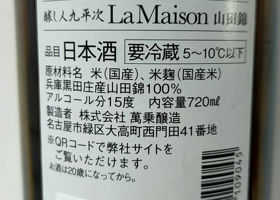 醸し人九平次 La Maison 山田錦
品目 日本酒 要冷蔵 5~10℃以下
原材料名 米(国産)、米麹(国産米)
兵庫黒田庄産山田錦100%
アルコール分15度 内容量720ml
製造者 株式会社 萬乗醸造
名古屋市緑区大高町西門田41番地
※QRコードで弊社サイトを
ご覧いただけます。
お酒は20歳になってから。